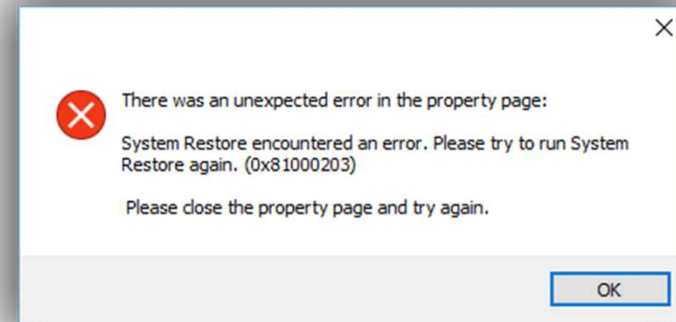 There was an unexpected error in the property page:
System Restore encountered an error. Please try to run System
Restore again. (0x81000203)
Please close the property page and try again.
OK